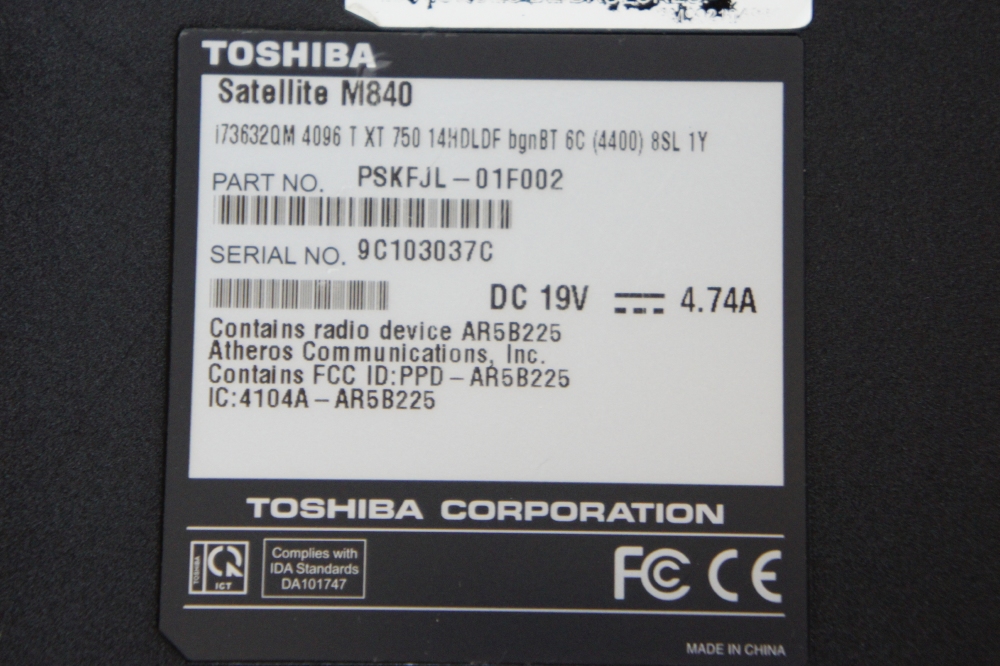 TOSHIBA
Satellite M840
i73632QM 4096 T XT 750 14HDLDF bgnBT 6C (4400) 8SL 1Y
PART NO. PSKFJL-01F002
SERIAL NO. 9C103037C
DC 19V 4.74A
Contains radio device AR5B225
Atheros Communications, Inc.
Contains FCC ID:PPD-AR5B225
IC:4104A-AR5B225
TOSHIBA CORPORATION
TOSHIBA
ICT
Complies with
IDA Standards
DA101747
FC CE
MADE IN CHINA